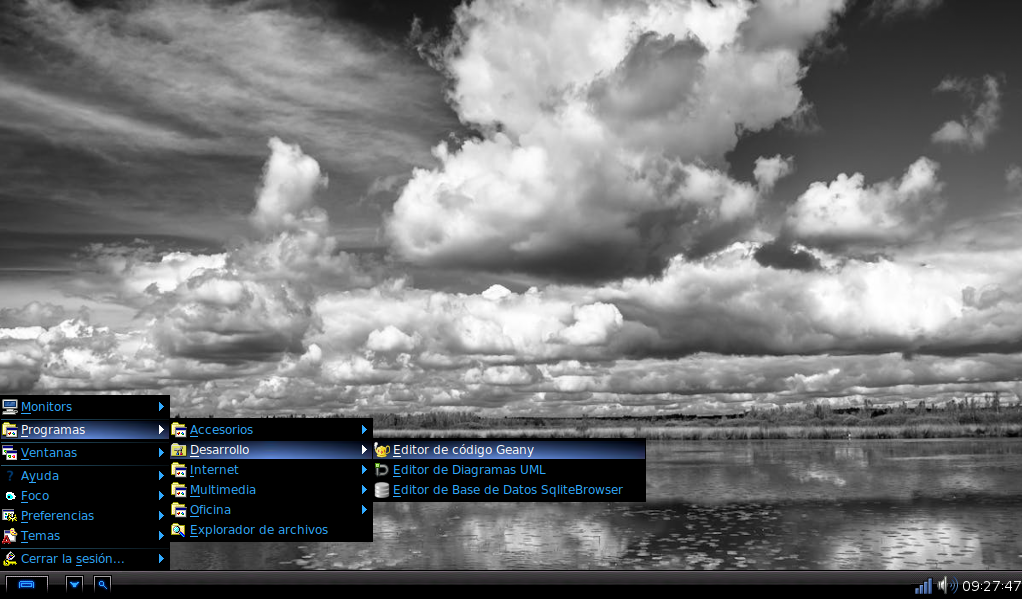 Monitors
Programas
Ventanas
Ayuda
Foco
Preferencias
Temas
Cerrar la sesión...
Accesorios
Desarrollo
Internet
Multimedia
Oficina
Explorador de archivos
Editor de código Geany
Editor de Diagramas UML
Editor de Base de Datos SqliteBrowser
09:27:47